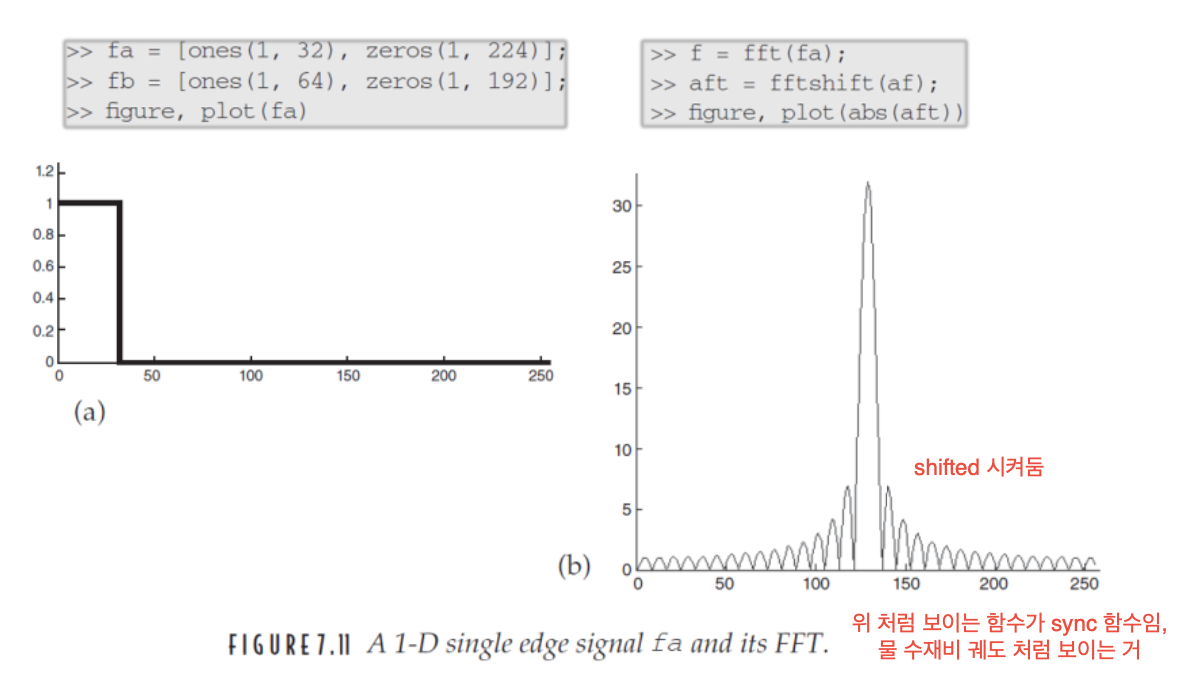 >> fa = [ones(1, 32), zeros(1, 224)];
>> fb = [ones(1, 64), zeros(1, 192)];
>> figure, plot(fa)
>> f = fft(fa);
>> aft = fftshift(af);
>> figure, plot(abs(aft))
1.2
1
0.8
0.6
0.4
0.2
0
0 50 100 150 200 250
(a)
30
25
20
15
10
5
0
0 50 100 150 200 250
shifted 시켜둠
(b)
FIGURE 7.11 A 1-D single edge signal fa and its FFT.
위 처럼 보이는 함수가 sync 함수임,
물 수재비 궤도 처럼 보이는 거